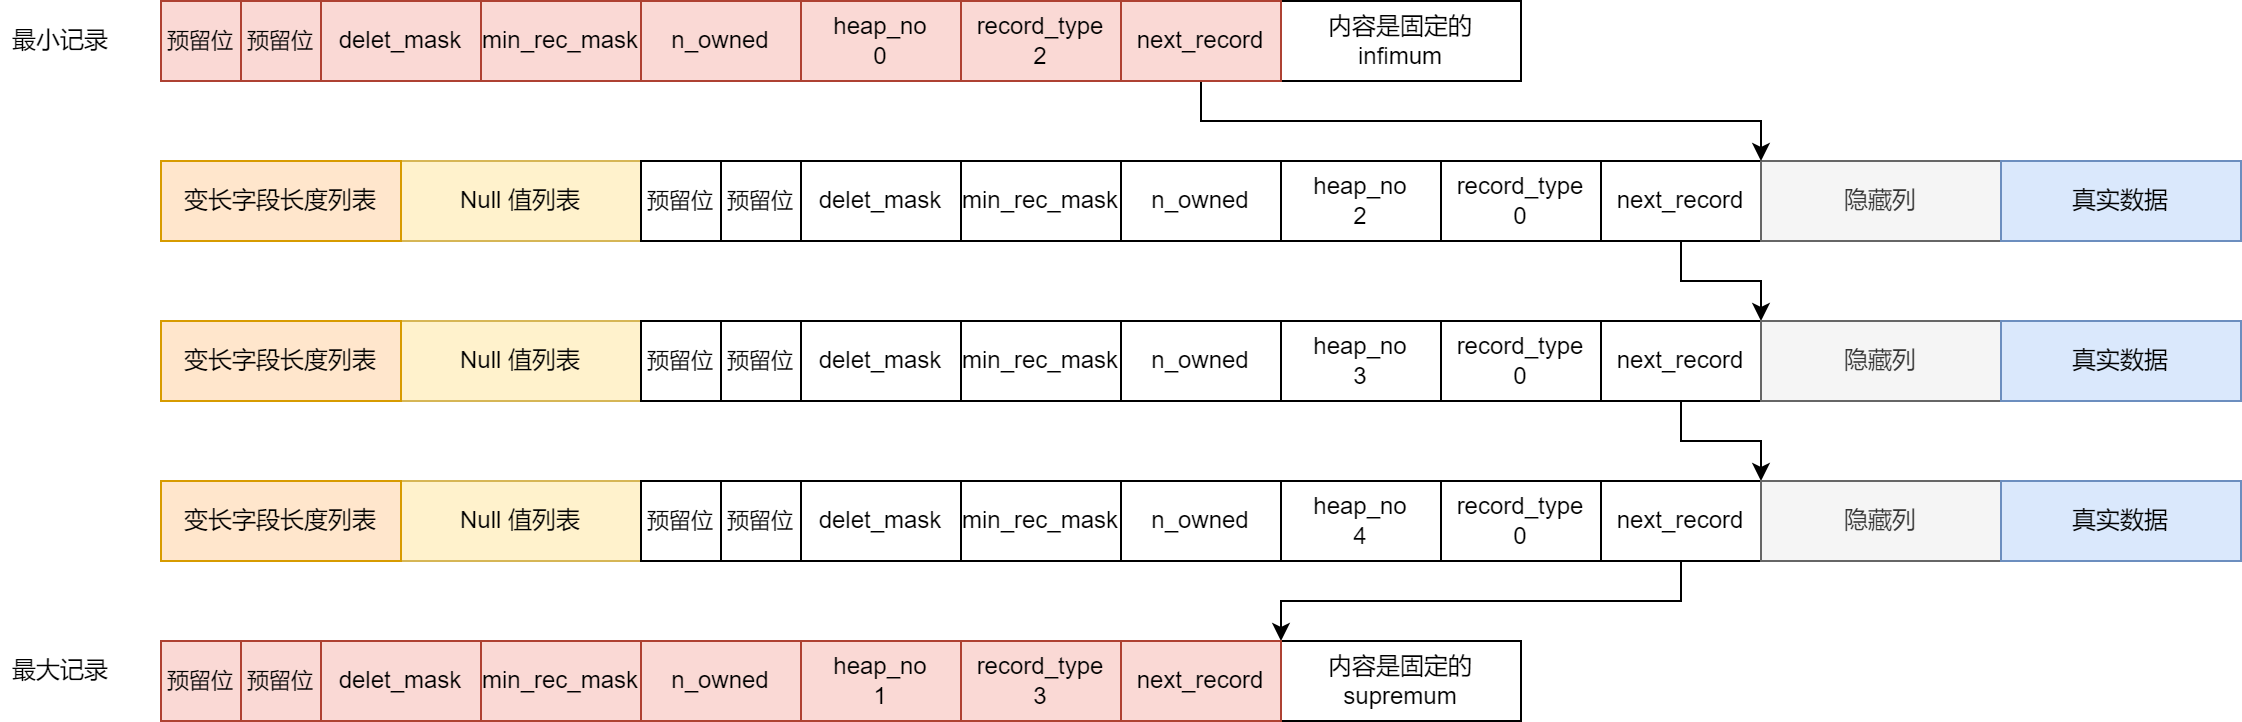 最小记录
预留位 预留位 delet_mask min_rec_mask n_owned heap_no 0 record_type 2 next_record 内容是固定的 infimum
变长字段长度列表 Null 值列表 预留位 预留位 delet_mask min_rec_mask n_owned heap_no 2 record_type 0 next_record 隐藏列 真实数据
变长字段长度列表 Null 值列表 预留位 预留位 delet_mask min_rec_mask n_owned heap_no 3 record_type 0 next_record 隐藏列 真实数据
变长字段长度列表 Null 值列表 预留位 预留位 delet_mask min_rec_mask n_owned heap_no 4 record_type 0 next_record 隐藏列 真实数据
最大记录
预留位 预留位 delet_mask min_rec_mask n_owned heap_no 1 record_type 3 next_record 内容是固定的 supremum